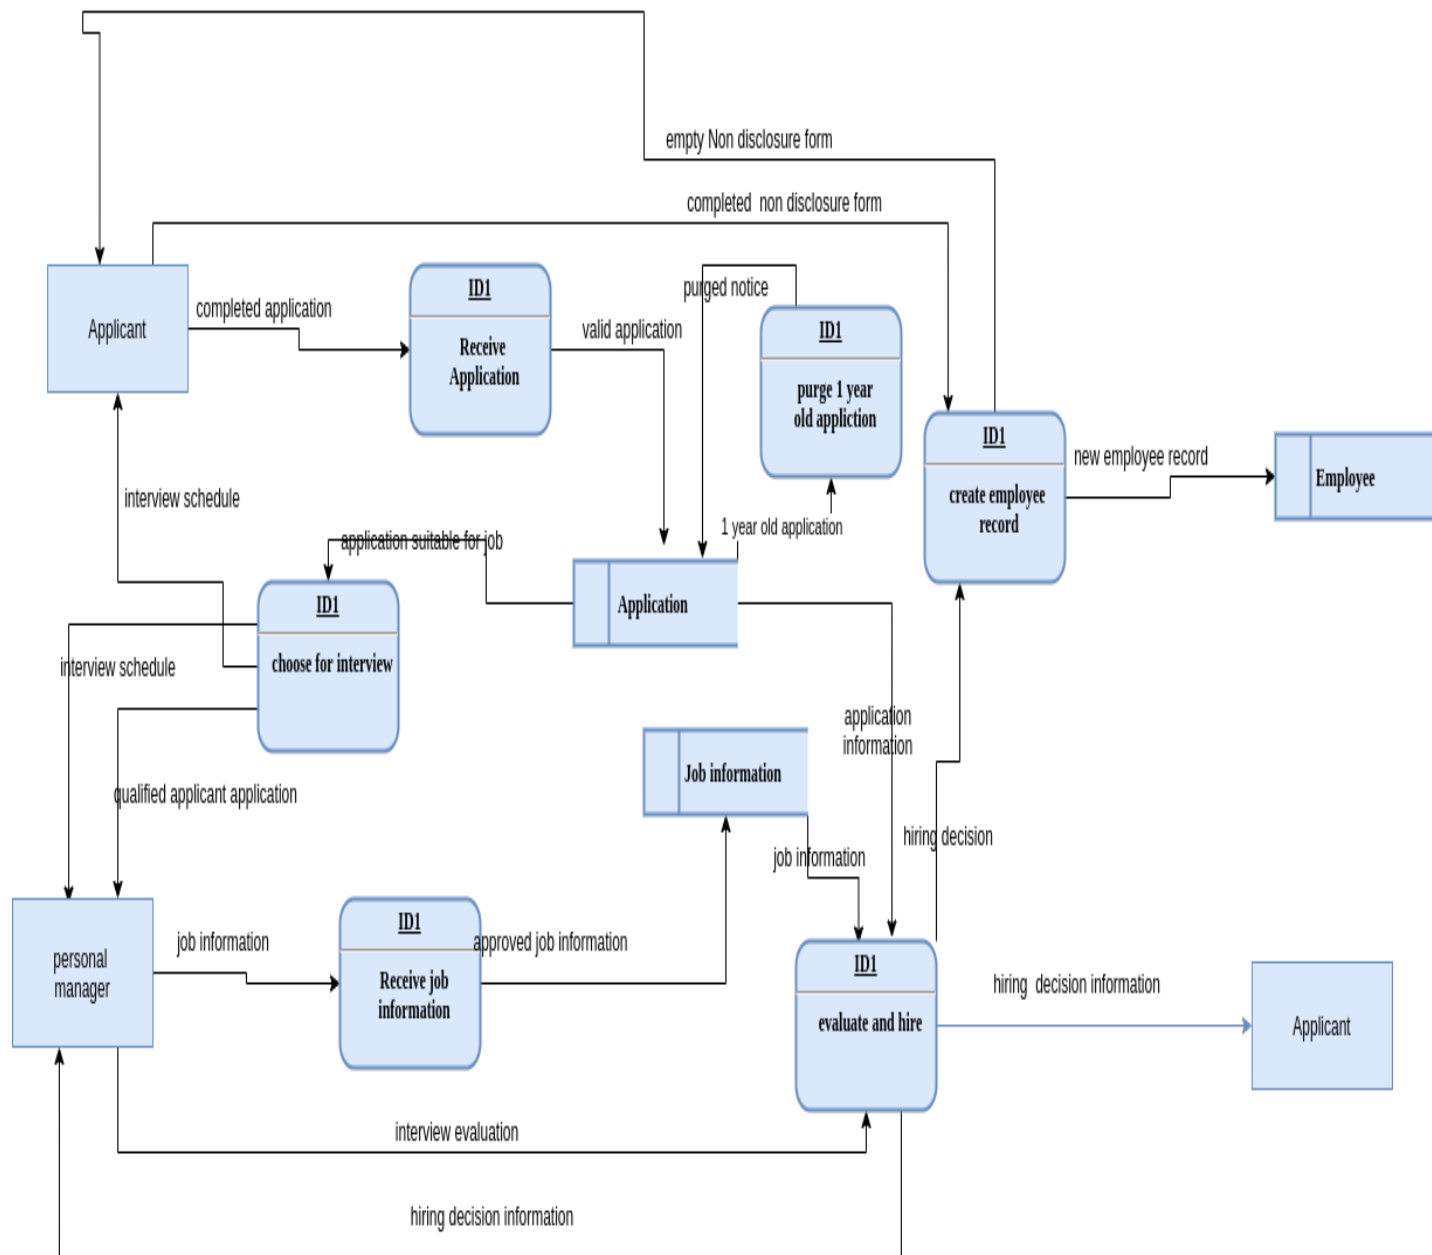 empty Non disclosure form
completed  non disclosure form
ID1
purged notice
completed application
Applicant
valid application
ID1
Receive
Application
purge 1 year
old appliction
ID1
new employee record
Employee
create employee
record
interview schedule
1 year old application
application suitable for job
ID1
Application
choose for interview
interview schedule
application
information
Job information
qualified applicant application
hiring decision
job information
ID1
job information
approved job information
personal
manager
Receive job
information
ID1
hiring  decision information
evaluate and hire
Applicant
interview evaluation
hiring decision information